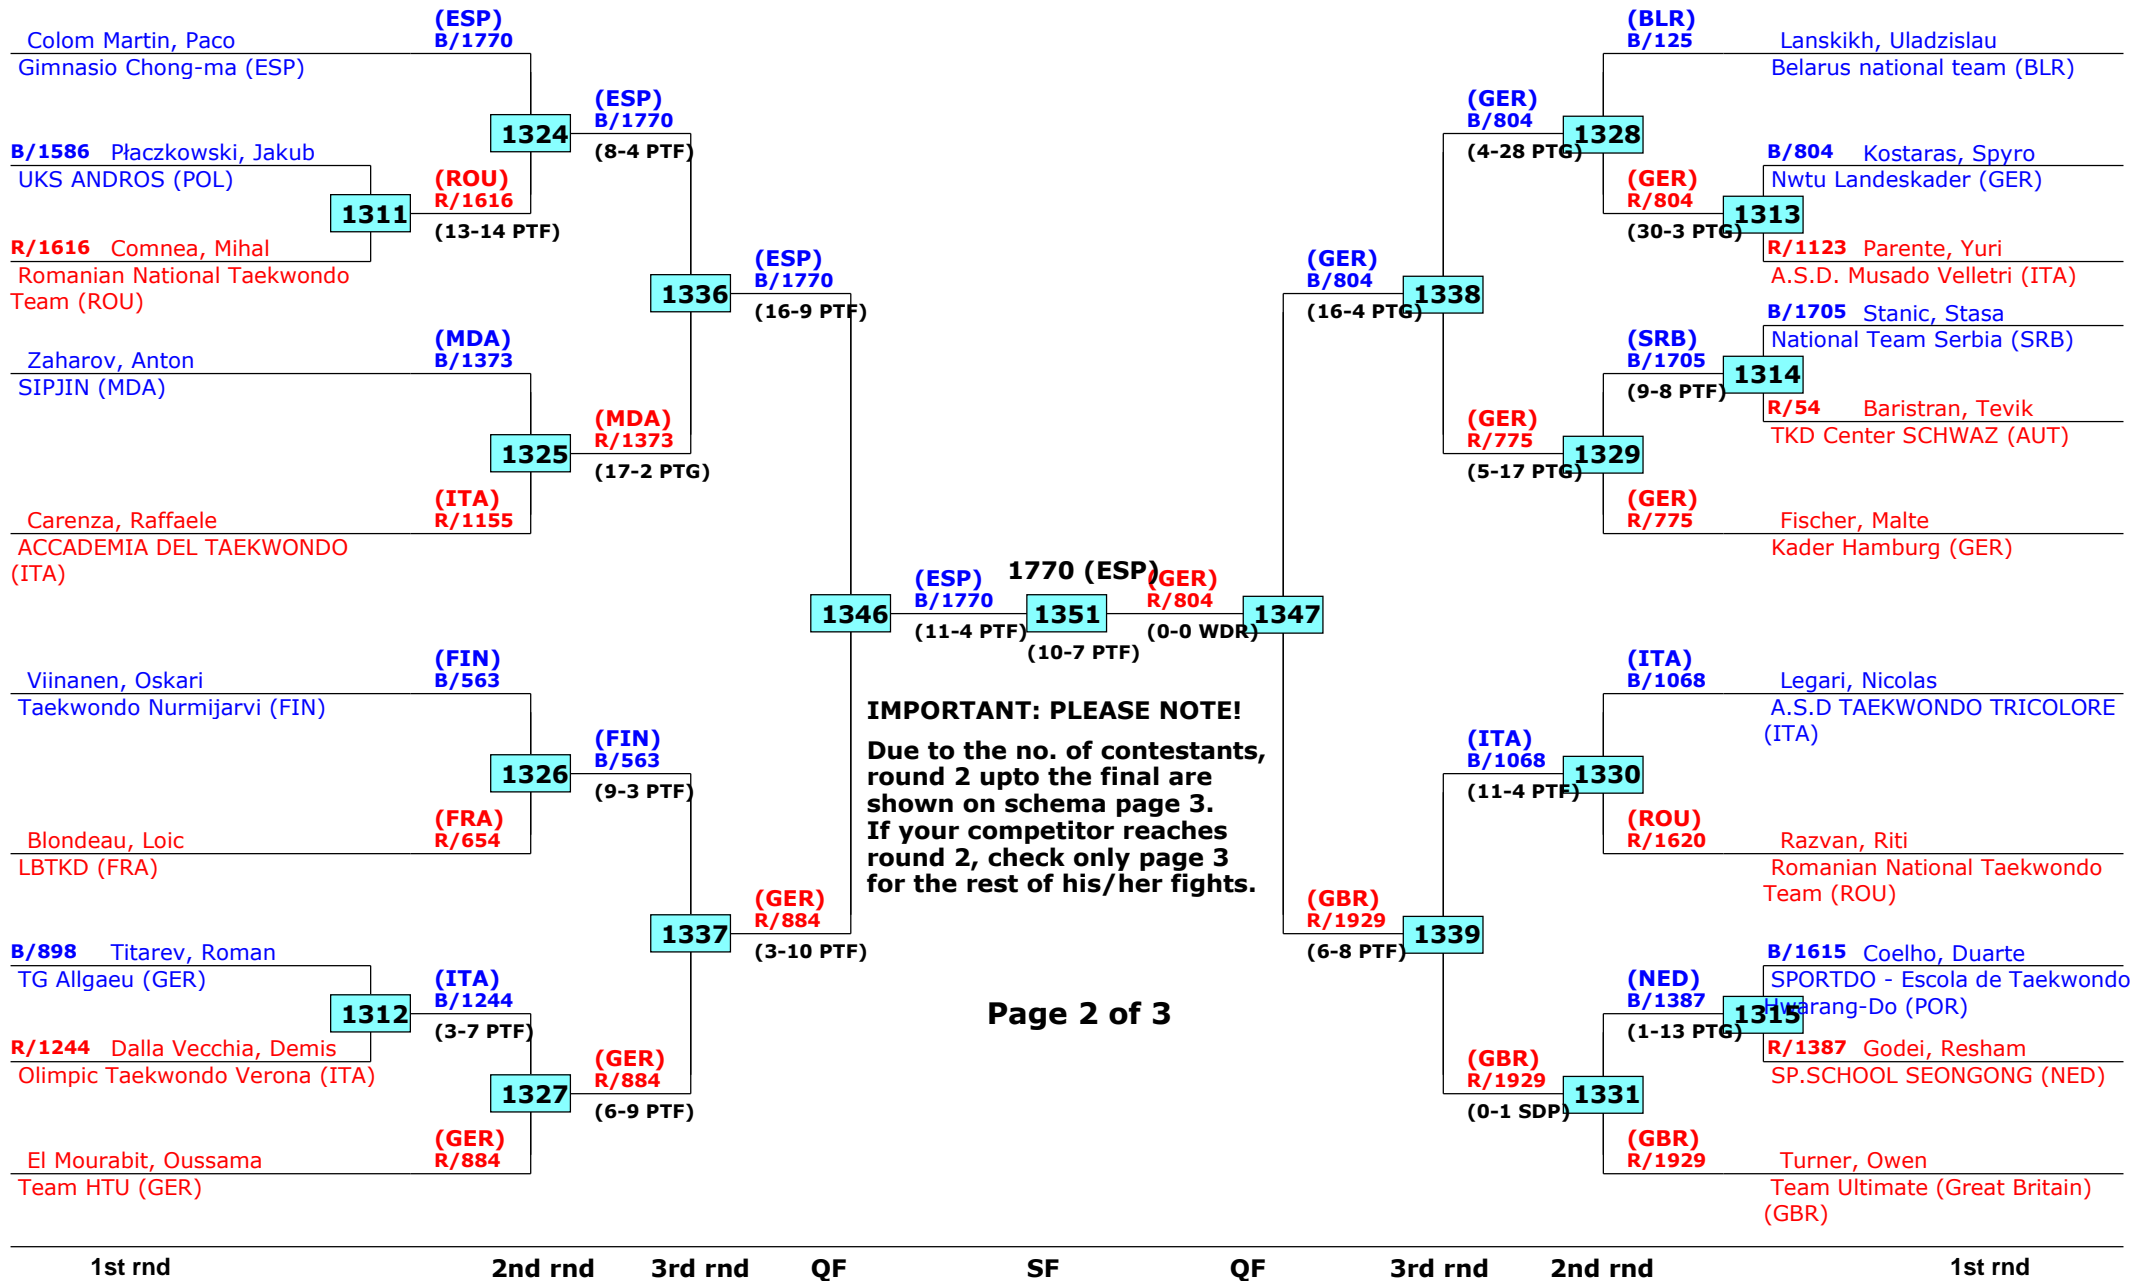 (ESP)
Colom Martin, Paco B/1770
Gimnasio Chong-ma (ESP)
(ESP)
B/1770
1324
(8-4 PTF)
B/1586 Płaczkowski, Jakub
UKS ANDROS (POL)
(ROU)
R/1616
1311
(13-14 PTF)
R/1616 Comnea, Mihal
Romanian National Taekwondo
Team (ROU)
(ESP)
B/1770
1336
(16-9 PTF)
(MDA)
Zaharov, Anton B/1373
SIPJIN (MDA)
(MDA)
R/1373
1325
(17-2 PTG)
(ITA)
Carenza, Raffaele R/1155
ACCADEMIA DEL TAEKWONDO
(ITA)
1346
(ESP)
B/1770
(11-4 PTF)
1770 (ESP)
1351
(10-7 PTF)
(GER)
R/804
(0-0 WDR)
1347
(FIN)
Viinanen, Oskari B/563
Taekwondo Nurmijarvi (FIN)
(FIN)
B/563
1326
(9-3 PTF)
(FRA)
Blondeau, Loic R/654
LBTKD (FRA)
(GER)
R/884
1337
(3-10 PTF)
B/898 Titarev, Roman
TG Allgaeu (GER)
(ITA)
B/1244
1312
(3-7 PTF)
R/1244 Dalla Vecchia, Demis
Olimpic Taekwondo Verona (ITA)
(GER)
R/884
1327
(6-9 PTF)
(GER)
El Mourabit, Oussama R/884
Team HTU (GER)
IMPORTANT: PLEASE NOTE!
Due to the no. of contestants,
round 2 upto the final are
shown on schema page 3.
If your competitor reaches
round 2, check only page 3
for the rest of his/her fights.
Page 2 of 3
(BLR)
B/125 Lanskikh, Uladzislau
Belarus national team (BLR)
(GER)
B/804
1328
(4-28 PTG)
B/804 Kostaras, Spyro
Nwtu Landeskader (GER)
(GER)
R/804
1313
(30-3 PTG)
R/1123 Parente, Yuri
A.S.D. Musado Velletri (ITA)
(GER)
B/804
1338
(16-4 PTG)
B/1705 Stanic, Stasa
National Team Serbia (SRB)
(SRB)
B/1705
1314
(9-8 PTF)
R/54 Baristran, Tevik
TKD Center SCHWAZ (AUT)
(GER)
R/775
1329
(5-17 PTG)
(GER)
R/775 Fischer, Malte
Kader Hamburg (GER)
(ITA)
B/1068 Legari, Nicolas
A.S.D TAEKWONDO TRICOLORE
(ITA)
(ITA)
B/1068
1330
(11-4 PTF)
(ROU)
R/1620 Razvan, Riti
Romanian National Taekwondo
Team (ROU)
(GBR)
R/1929
1339
(6-8 PTF)
B/1615 Coelho, Duarte
SPORTDO - Escola de Taekwondo
Hwarang-Do (POR)
(NED)
B/1387
1315
(1-13 PTG)
R/1387 Godei, Resham
SP.SCHOOL SEONGONG (NED)
(GBR)
R/1929
1331
(0-1 SDP)
(GBR)
R/1929 Turner, Owen
Team Ultimate (Great Britain)
(GBR)
1st rnd 2nd rnd 3rd rnd QF SF QF 3rd rnd 2nd rnd 1st rnd